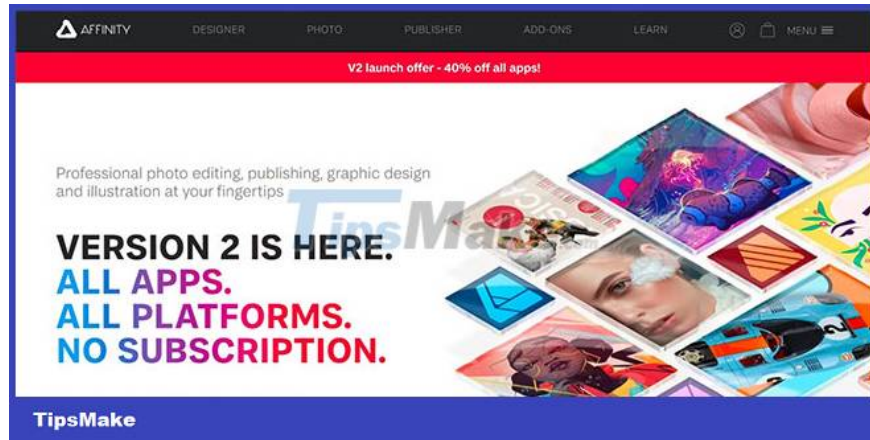 AFFINITY DESIGNER PHOTO PUBLISHER ADD-ONS LEARN MENU
V2 launch offer - 40% off all apps!
Professional photo editing, publishing, graphic design
and illustration at your fingertips
TipsMake.com
VERSION 2 IS HERE.
ALL APPS.
ALL PLATFORMS.
NO SUBSCRIPTION.
2
TipsMake